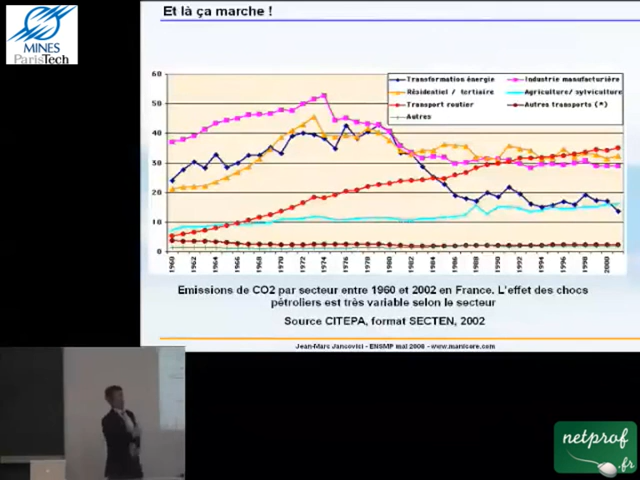 MINES
ParisTech
Et là ça marche !
60
50
40
30
20
10
0
Transformation énergie
Industrie manufacturière
Résidentiel / tertiaire
Agriculture/ sylviculture
Transport routier
Autres transports (*)
Autres
1960 1962 1964 1966 1968 1970 1972 1974 1976 1978 1980 1982 1984 1986 1988 1990 1992 1994 1996 1998 2000
Emissions de CO2 par secteur entre 1960 et 2002 en France. L'effet des chocs
pétroliers est très variable selon le secteur
Source CITEPA, format SECTEN, 2002
Jean-Marc Jancovici - ENSMP mai 2008 - www.manicore.com
netprof
.fr